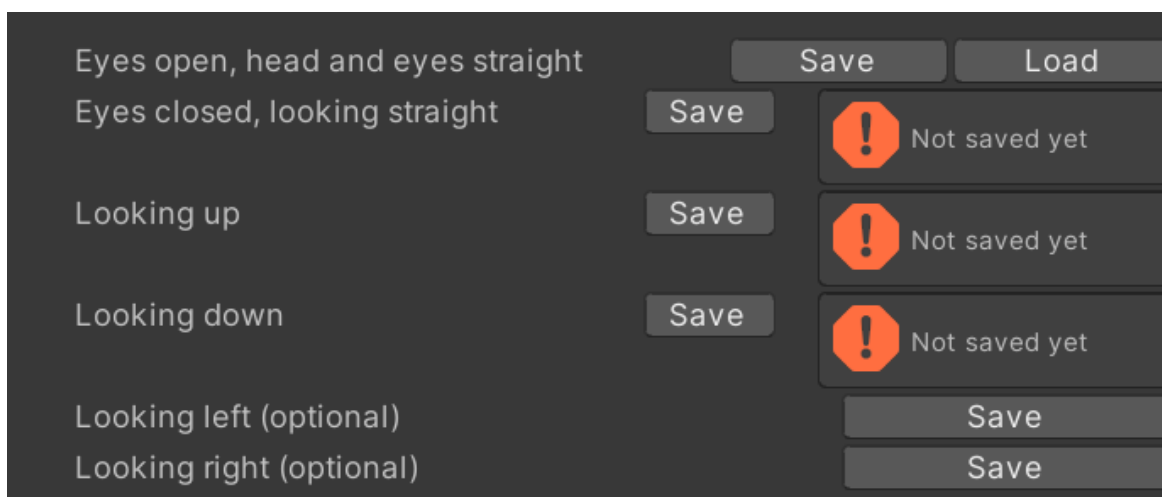 Eyes open, head and eyes straight Save Load
Eyes closed, looking straight Save Not saved yet
Looking up Save Not saved yet
Looking down Save Not saved yet
Looking left (optional) Save
Looking right (optional) Save